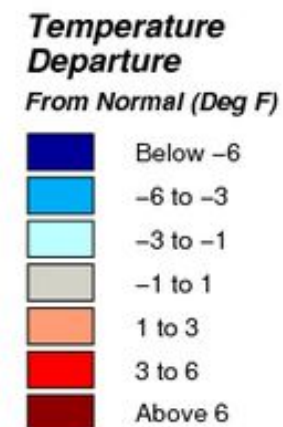 Temperature
Departure
From Normal (Deg F)
Below −6
−6 to −3
−3 to −1
−1 to 1
1 to 3
3 to 6
Above 6